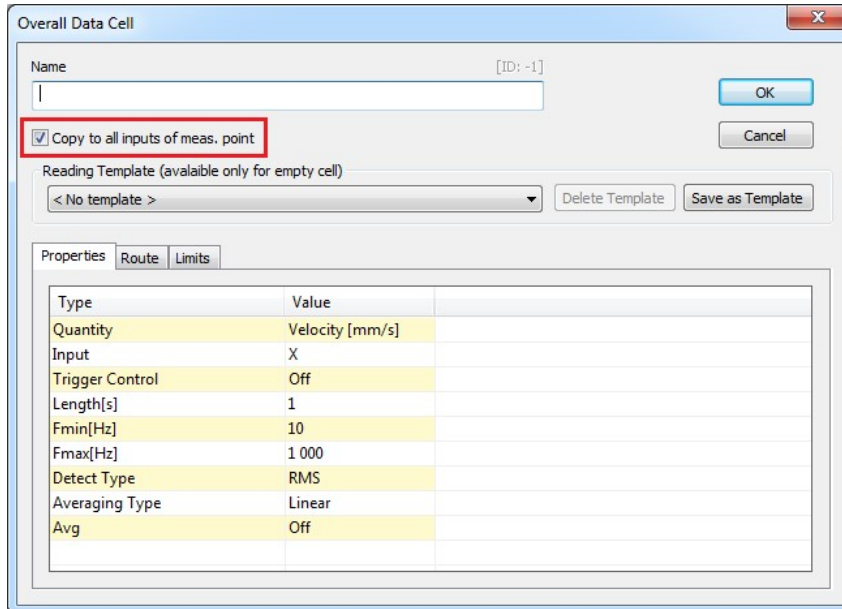 Overall Data Cell
Name [ID: -1]
OK
Copy to all inputs of meas. point
Cancel
Reading Template (avalaible only for empty cell)
< No template > Delete Template Save as Template
Properties Route Limits
Type Value
Quantity Velocity [mm/s]
Input X
Trigger Control Off
Length[s] 1
Fmin[Hz] 10
Fmax[Hz] 1 000
Detect Type RMS
Averaging Type Linear
Avg Off